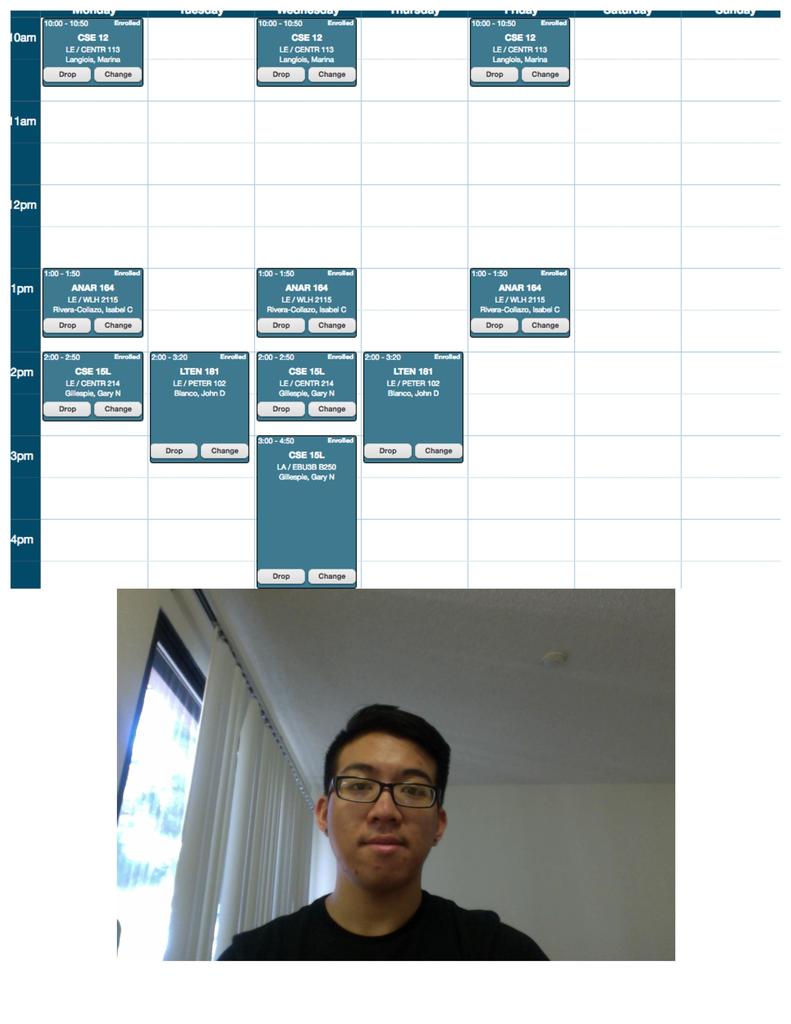 Monday Tuesday Wednesday Thursday Friday Saturday Sunday
10:00 - 10:50 Enrolled
CSE 12
LE / CENTR 113
Langlois, Marina
Drop Change
10:00 - 10:50 Enrolled
CSE 12
LE / CENTR 113
Langlois, Marina
Drop Change
10:00 - 10:50 Enrolled
CSE 12
LE / CENTR 113
Langlois, Marina
Drop Change
10am
11am
12pm
1pm
1:00 - 1:50 Enrolled
ANAR 164
LE / WLH 2115
Rivera-Collazo, Isabel C
Drop Change
1:00 - 1:50 Enrolled
ANAR 164
LE / WLH 2115
Rivera-Collazo, Isabel C
Drop Change
1:00 - 1:50 Enrolled
ANAR 164
LE / WLH 2115
Rivera-Collazo, Isabel C
Drop Change
2pm
2:00 - 2:50 Enrolled
CSE 15L
LE / CENTR 214
Gillespie, Gary N
Drop Change
2:00 - 3:20 Enrolled
LTEN 181
LE / PETER 102
Blanco, John D
Drop Change
2:00 - 2:50 Enrolled
CSE 15L
LE / CENTR 214
Gillespie, Gary N
Drop Change
2:00 - 3:20 Enrolled
LTEN 181
LE / PETER 102
Blanco, John D
Drop Change
3pm
3:00 - 4:50 Enrolled
CSE 15L
LA / EBU3B B250
Gillespie, Gary N
Drop Change
4pm